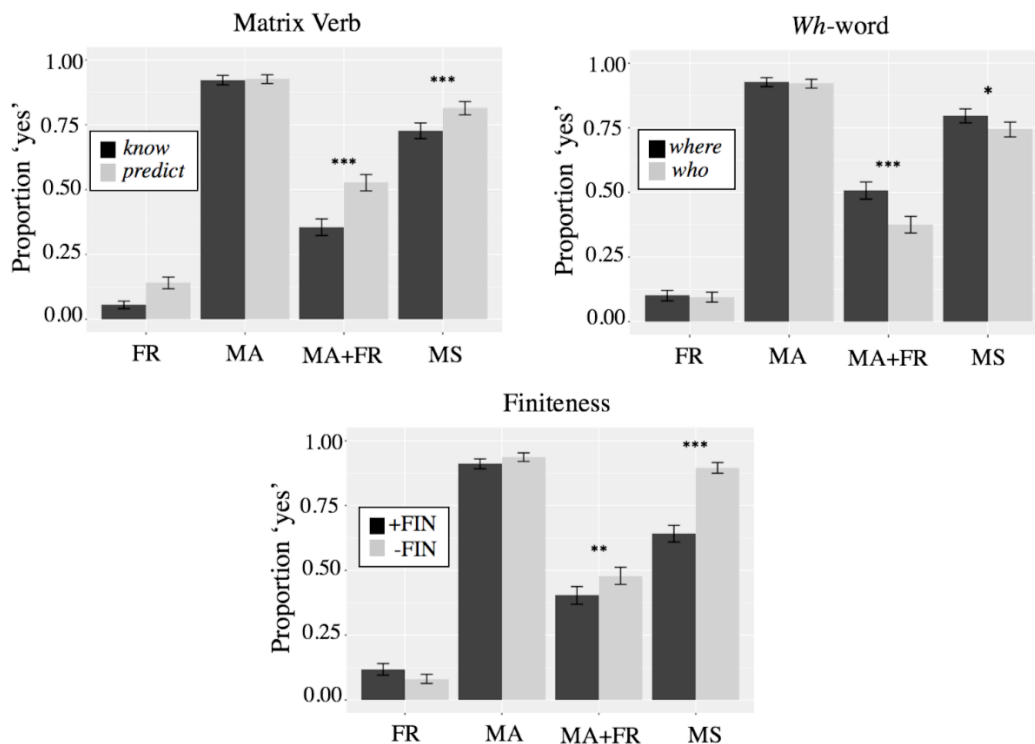 Matrix Verb
Proportion ‘yes’
1.00
0.75
0.50
0.25
0.00
know
predict
***
***
FR MA MA+FR MS
Wh-word
Proportion ‘yes’
1.00
0.75
0.50
0.25
0.00
where
who
***
*
FR MA MA+FR MS
Finiteness
Proportion ‘yes’
1.00
0.75
0.50
0.25
0.00
+FIN
-FIN
**
***
FR MA MA+FR MS